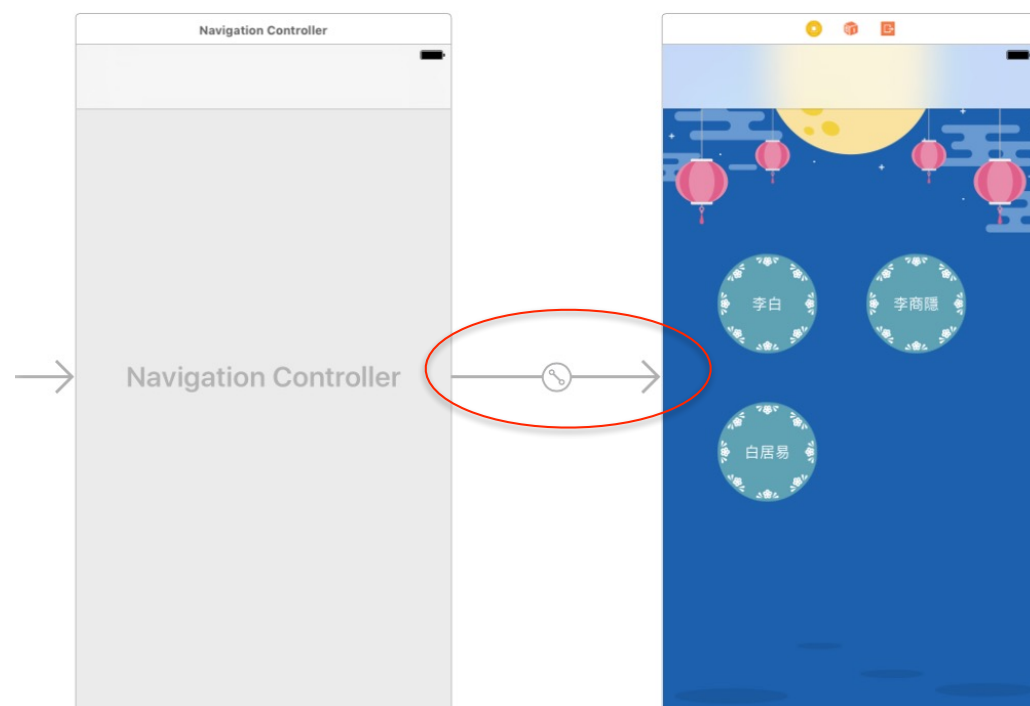 Navigation Controller
Navigation Controller
李白
李商隱
白居易